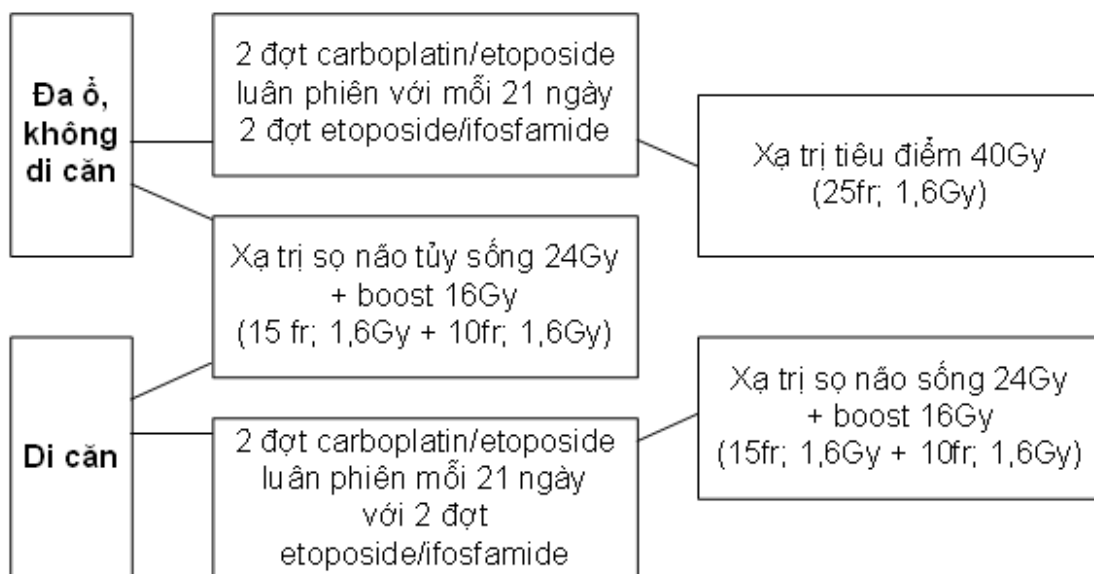 Đa ổ,
không
di căn
2 đợt carboplatin/etoposide
luân phiên với mỗi 21 ngày
2 đợt etoposide/ifosfamide
Xạ trị tiêu điểm 40Gy
(25fr; 1,6Gy)
Xạ trị sọ não tủy sống 24Gy
+ boost 16Gy
(15 fr; 1,6Gy + 10fr; 1,6Gy)
Di căn
2 đợt carboplatin/etoposide
luân phiên mỗi 21 ngày
với 2 đợt
etoposide/ifosfamide
Xạ trị sọ não sống 24Gy
+ boost 16Gy
(15fr; 1,6Gy + 10fr; 1,6Gy)